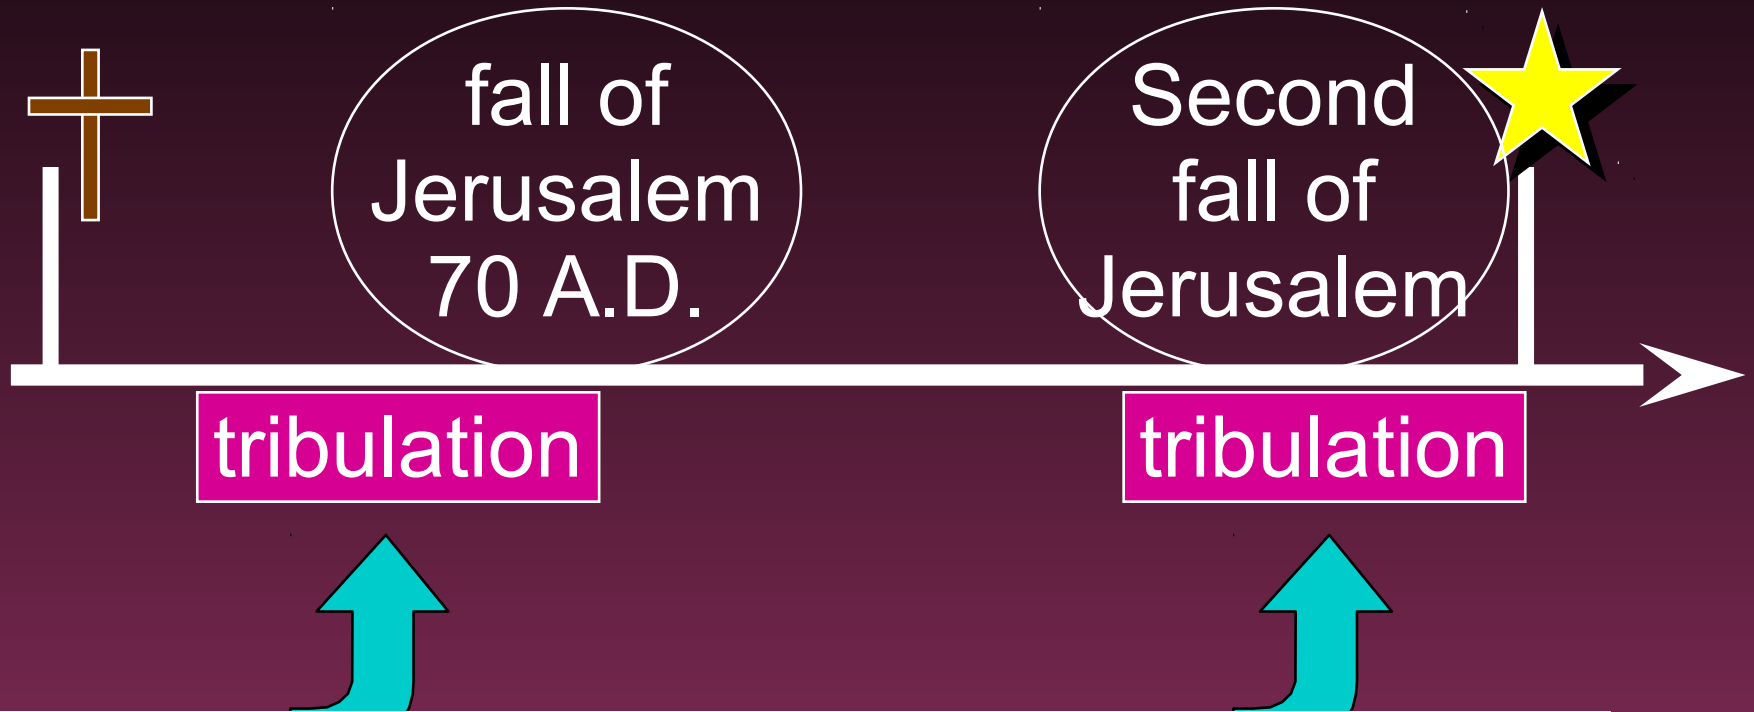 fall of
Jerusalem
70 A.D.
Second
fall of
Jerusalem
tribulation
tribulation